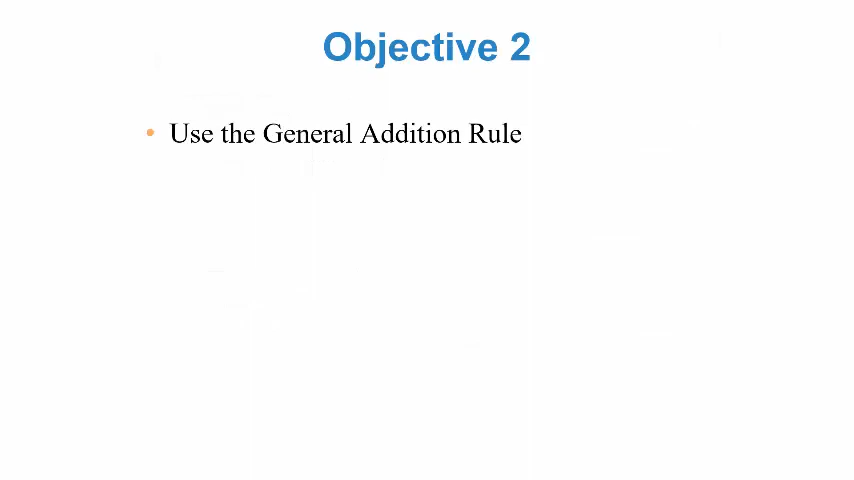 Objective 2
• Use the General Addition Rule